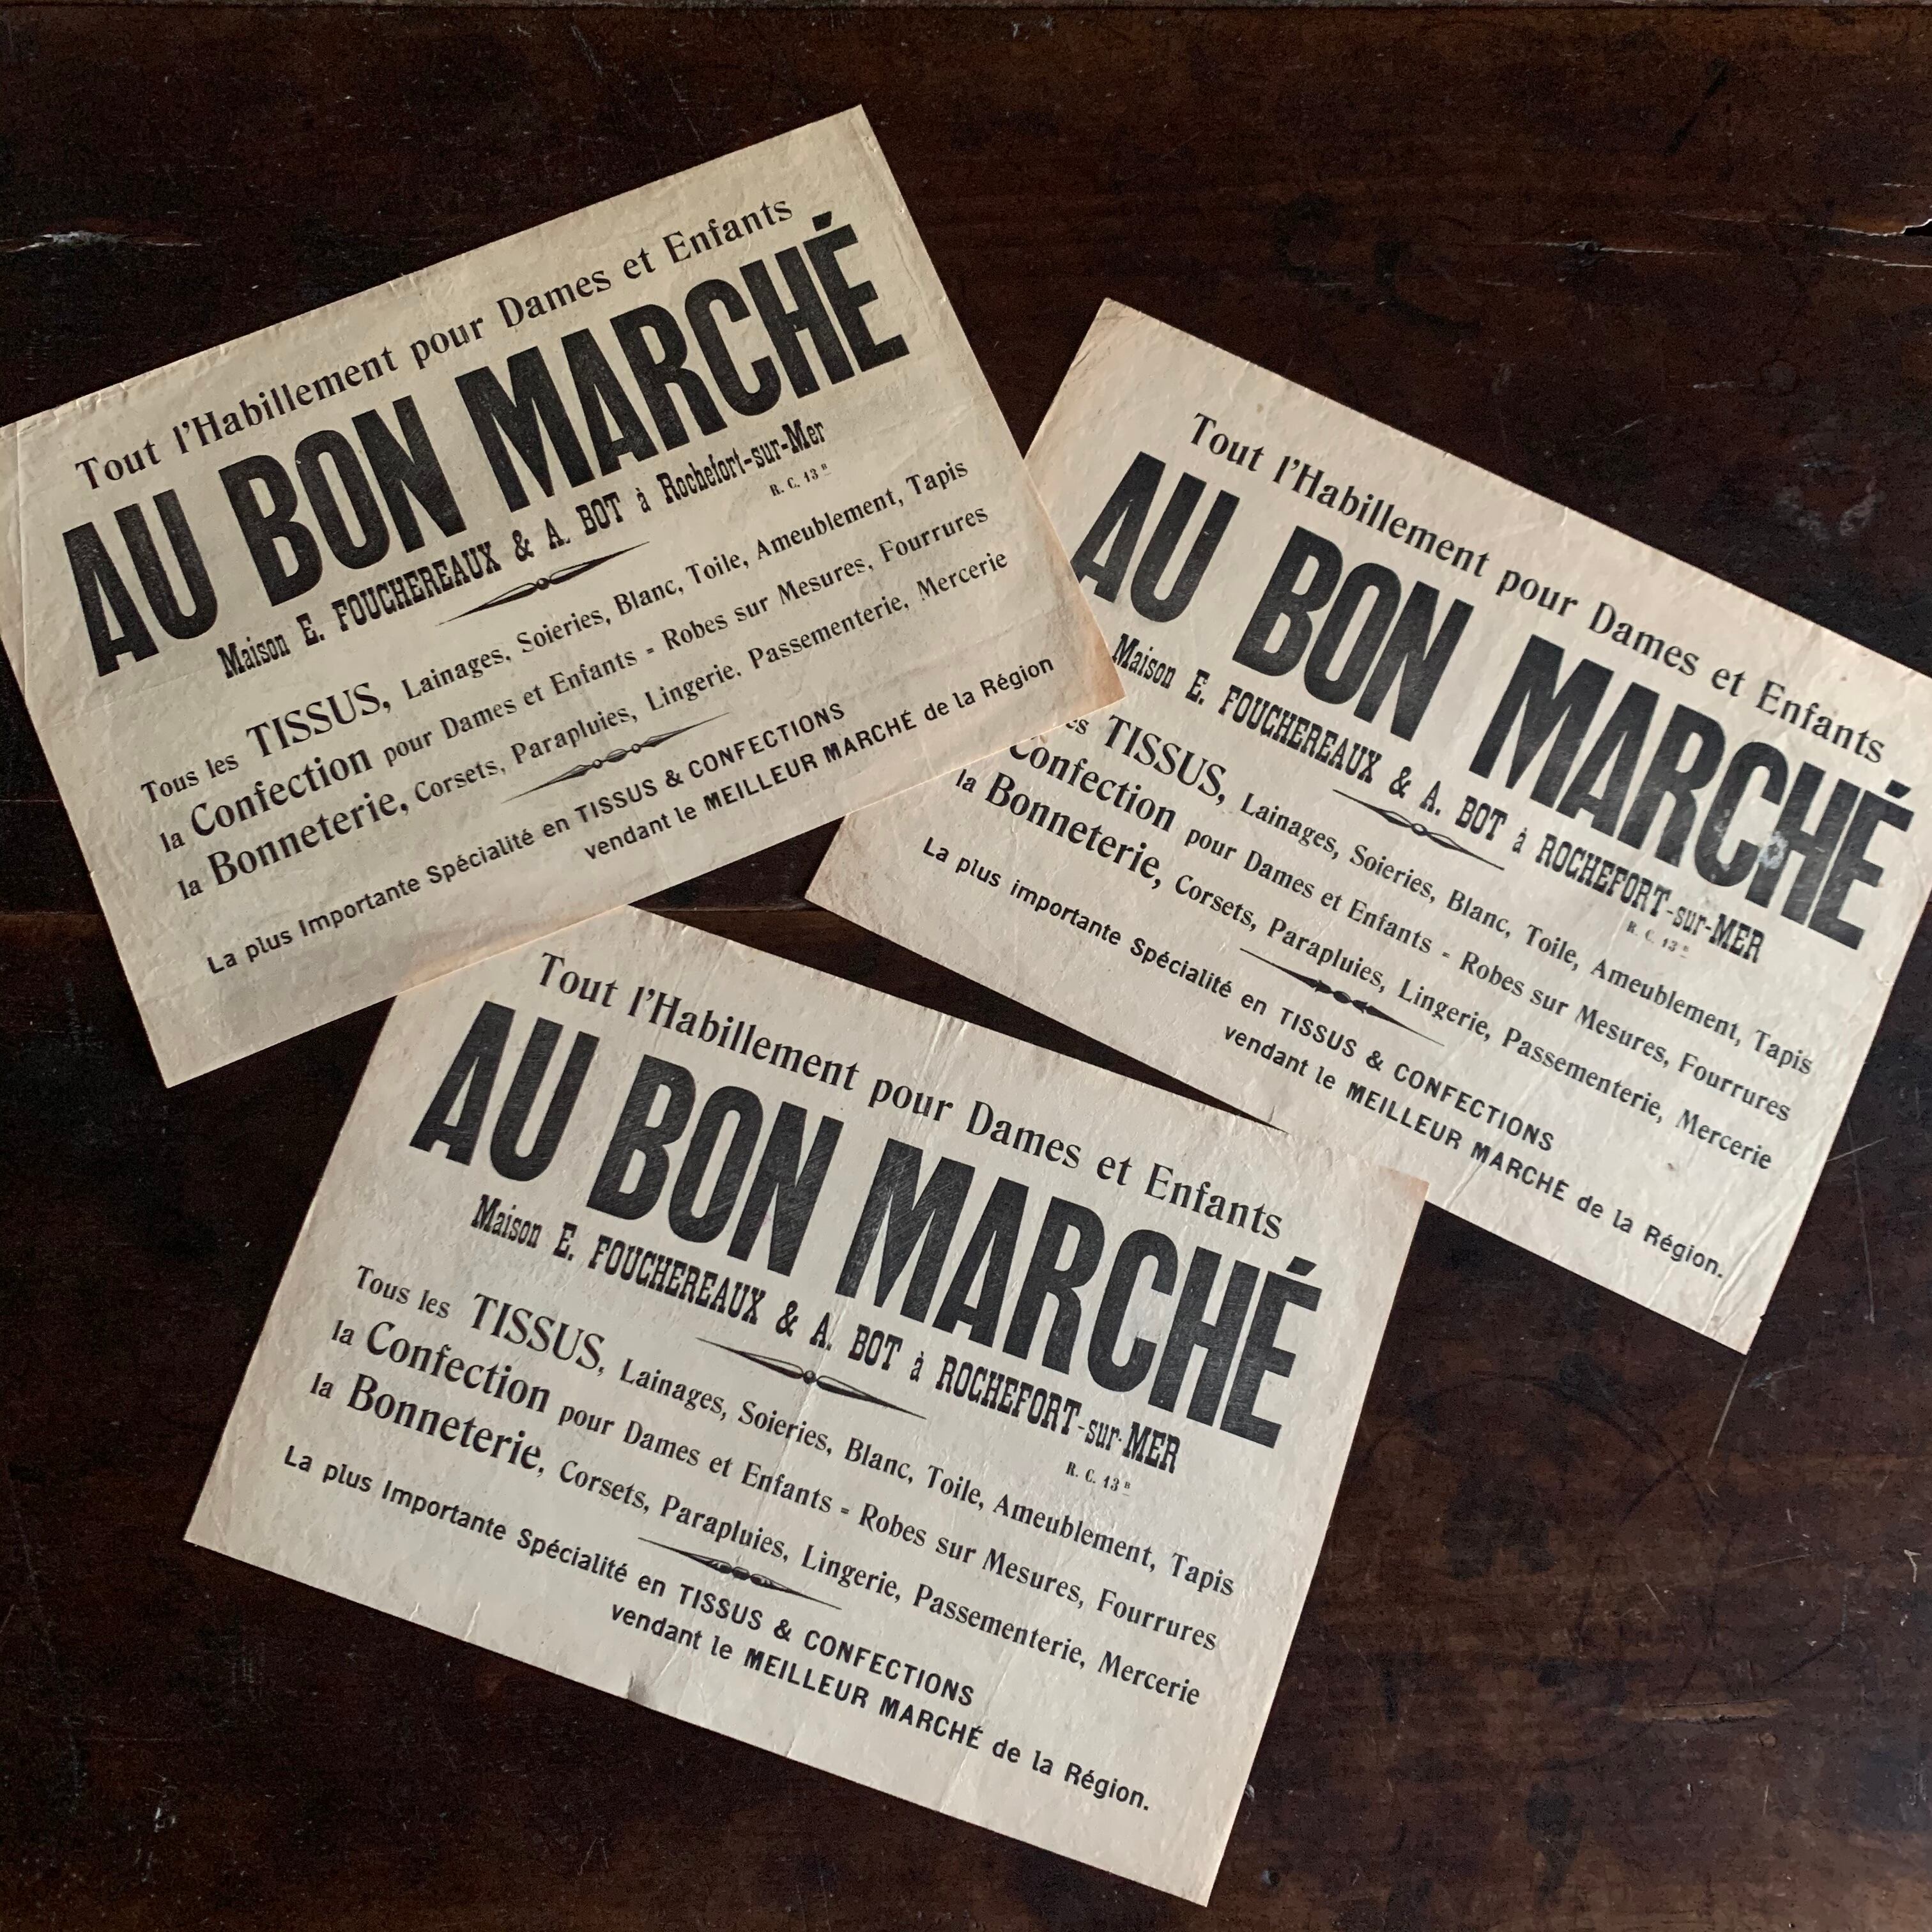 Tout l'Habillement pour Dames et Enfants
AU BON MARCHÉ
Maison E. FOUCHEREAUX & A. BOT à Rochefort-sur-Mer
R. C. 13 B
Tous les TISSUS, Lainages, Soieries, Blanc, Toile, Ameublement, Tapis
la Confection pour Dames et Enfants - Robes sur Mesures, Fourrures
la Bonneterie, Corsets, Parapluies, Lingerie, Passementerie, Mercerie
La plus Importante Spécialité en TISSUS & CONFECTIONS
vendant le MEILLEUR MARCHÉ de la Région
Tout l'Habillement pour Dames et Enfants
AU BON MARCHÉ
Maison E. FOUCHEREAUX & A. BOT à ROCHEFORT-sur-MER
R. C. 13 B
TISSUS, Lainages, Soieries, Blanc, Toile, Ameublement, Tapis
Confection pour Dames et Enfants - Robes sur Mesures, Fourrures
la Bonneterie, Corsets, Parapluies, Lingerie, Passementerie, Mercerie
La plus importante Spécialité en TISSUS & CONFECTIONS
vendant le MEILLEUR MARCHÉ de la Région.
Tout l'Habillement pour Dames et Enfants
AU BON MARCHÉ
Maison E. FOUCHEREAUX & A. BOT à ROCHEFORT-sur-MER
R. C. 13 B
Tous les TISSUS, Lainages, Soieries, Blanc, Toile, Ameublement, Tapis
la Confection pour Dames et Enfants - Robes sur Mesures, Fourrures
la Bonneterie, Corsets, Parapluies, Lingerie, Passementerie, Mercerie
La plus Importante Spécialité en TISSUS & CONFECTIONS
vendant le MEILLEUR MARCHÉ de la Région.